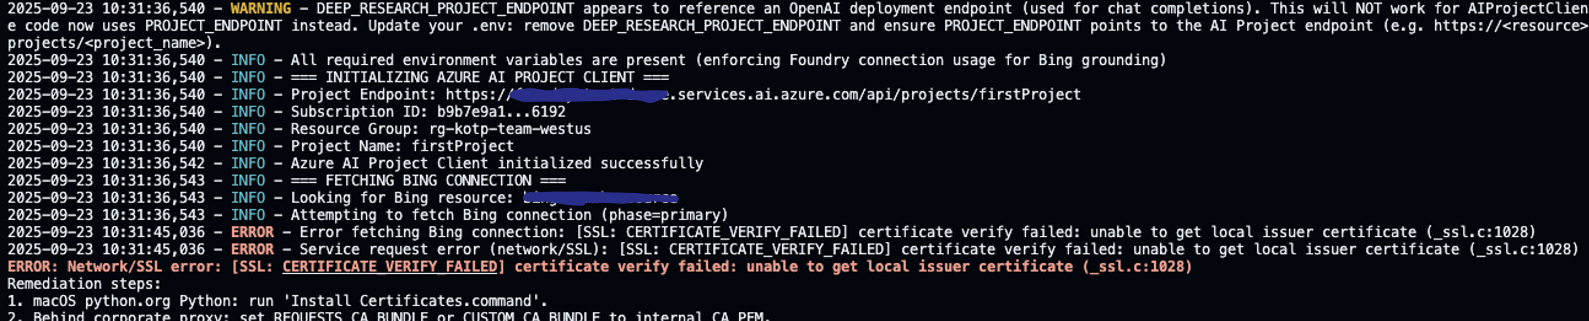 2025-09-23 10:31:36,540 - WARNING - DEEP_RESEARCH_PROJECT_ENDPOINT appears to reference an OpenAI deployment endpoint (used for chat completions). This will NOT work for AIProjectClien
e code now uses PROJECT_ENDPOINT instead. Update your .env: remove DEEP_RESEARCH_PROJECT_ENDPOINT and ensure PROJECT_ENDPOINT points to the AI Project endpoint (e.g. https://<resource>
projects/<project_name>).
2025-09-23 10:31:36,540 - INFO - All required environment variables are present (enforcing Foundry connection usage for Bing grounding)
2025-09-23 10:31:36,540 - INFO - === INITIALIZING AZURE AI PROJECT CLIENT ===
2025-09-23 10:31:36,540 - INFO - Project Endpoint: https://e.services.ai.azure.com/api/projects/firstProject
2025-09-23 10:31:36,540 - INFO - Subscription ID: b9b7e9a1...6192
2025-09-23 10:31:36,540 - INFO - Resource Group: rg-kotp-team-westus
2025-09-23 10:31:36,540 - INFO - Project Name: firstProject
2025-09-23 10:31:36,542 - INFO - Azure AI Project Client initialized successfully
2025-09-23 10:31:36,543 - INFO - === FETCHING BING CONNECTION ===
2025-09-23 10:31:36,543 - INFO - Looking for Bing resource:
2025-09-23 10:31:36,543 - INFO - Attempting to fetch Bing connection (phase=primary)
2025-09-23 10:31:45,036 - ERROR - Error fetching Bing connection: [SSL: CERTIFICATE_VERIFY_FAILED] certificate verify failed: unable to get local issuer certificate (_ssl.c:1028)
2025-09-23 10:31:45,036 - ERROR - Service request error (network/SSL): [SSL: CERTIFICATE_VERIFY_FAILED] certificate verify failed: unable to get local issuer certificate (_ssl.c:1028)
ERROR: Network/SSL error: [SSL: CERTIFICATE_VERIFY_FAILED] certificate verify failed: unable to get local issuer certificate (_ssl.c:1028)
Remediation steps:
1. macOS python.org Python: run 'Install Certificates.command'.
2. Behind corporate proxy: set REQUESTS_CA_BUNDLE or CUSTOM_CA_BUNDLE to internal CA PEM.